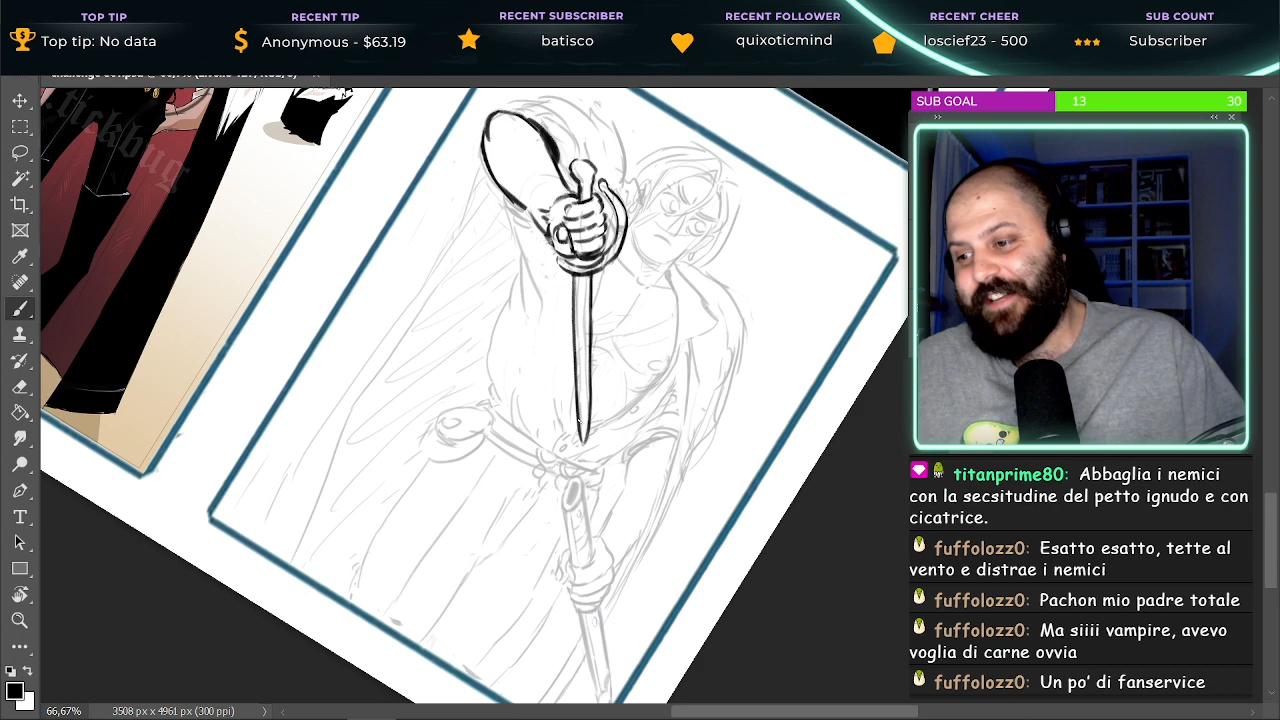 TOP TIP
Top tip: No data
RECENT TIP
Anonymous - $63.19
RECENT SUBSCRIBER
batisco
RECENT FOLLOWER
quixoticmind
RECENT CHEER
loscief23 - 500
SUB COUNT
Subscriber
SUB GOAL 13 30
tickbug
titanprime80: Abbaglia i nemici
con la secsitudine del petto ignudo e con
cicatrice.
fuffolozz0: Esatto esatto, tette al
vento e distrae i nemici
fuffolozz0: Pachon mio padre totale
fuffolozz0: Ma siiii vampire, avevo
voglia di carne ovvia
fuffolozz0: Un po' di fanservice
66,67% 3508 px x 4961 px (300 ppi)